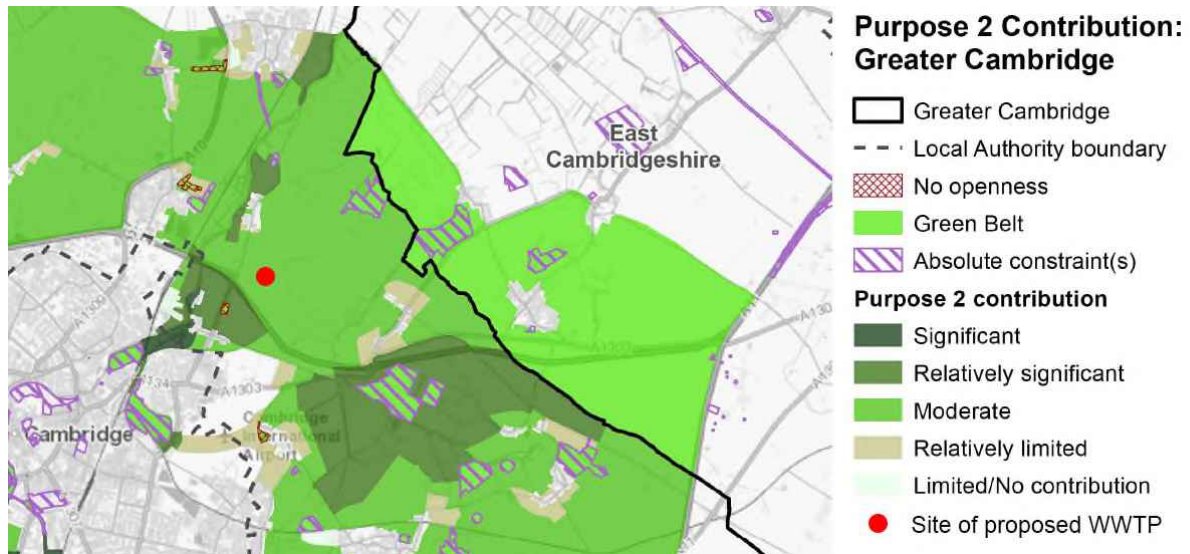 Purpose 2 Contribution:
Greater Cambridge
Greater Cambridge
Local Authority boundary
No openness
Green Belt
Absolute constraint(s)
Purpose 2 contribution
Significant
Relatively significant
Moderate
Relatively limited
Limited/No contribution
Site of proposed WWTP
East
Cambridgeshire
A1309
A1303
Cambridge
International
Airport
Cambridge